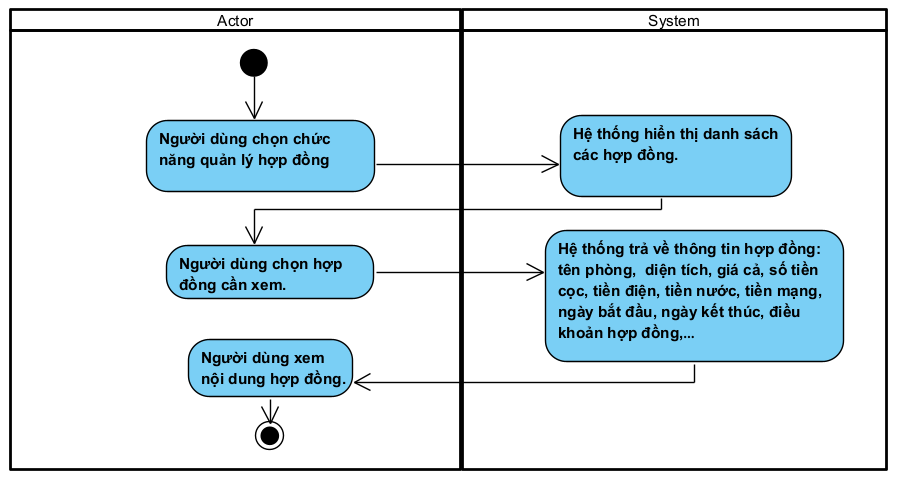 Actor
System
Người dùng chọn chức
năng quản lý hợp đồng
Hệ thống hiển thị danh sách
các hợp đồng.
Người dùng chọn hợp
đồng cần xem.
Hệ thống trả về thông tin hợp đồng:
tên phòng, diện tích, giá cả, số tiền
cọc, tiền điện, tiền nước, tiền mạng,
ngày bắt đầu, ngày kết thúc, điều
khoản hợp đồng,...
Người dùng xem
nội dung hợp đồng.